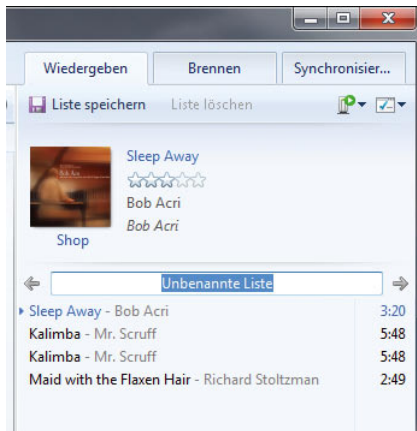 Wiedergeben Brennen Synchronisier...
Liste speichern Liste löschen
Sleep Away
Bob Acri
Bob Acri
Bob Acri
Shop
Unbenannte Liste
Sleep Away - Bob Acri 3:20
Kalimba - Mr. Scruff 5:48
Kalimba - Mr. Scruff 5:48
Maid with the Flaxen Hair - Richard Stoltzman 2:49